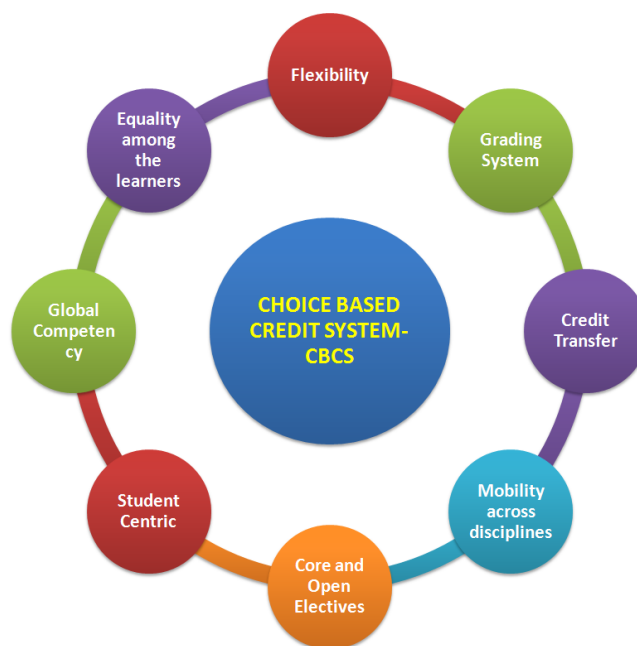 Flexibility
Grading
System
Credit
Transfer
Mobility
across
disciplines
Core and
Open
Electives
Student
Centric
Global
Competen
cy
Equality
among
the
learners
CHOICE BASED
CREDIT SYSTEM-
CBCS